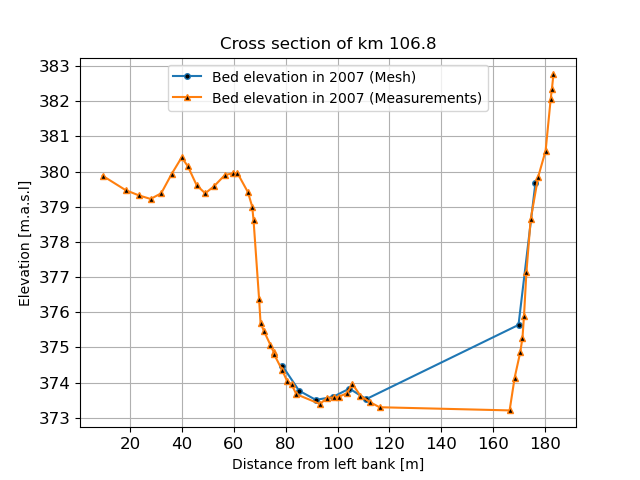 Cross section of km 106.8
Bed elevation in 2007 (Mesh)
Bed elevation in 2007 (Measurements)
Elevation [m.a.s.l]
383
382
381
380
379
378
377
376
375
374
373
20 40 60 80 100 120 140 160 180
Distance from left bank [m]